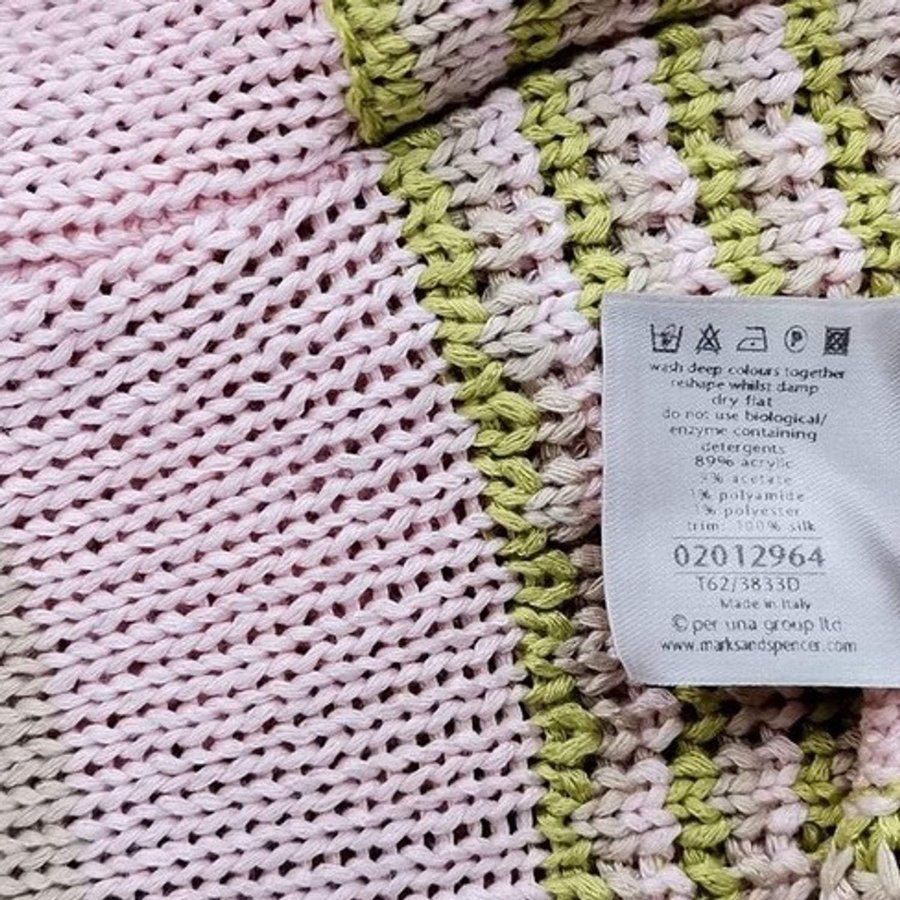 wash deep colours together
reshape whilst damp
dry flat
do not use biological/
enzyme containing
detergents
89% acrylic
acetate
1% polyamide
1% polyester
trim: 100% silk
02012964
T62/3833D
Made in Italy
© per una group ltd
www.marksandspencer.com